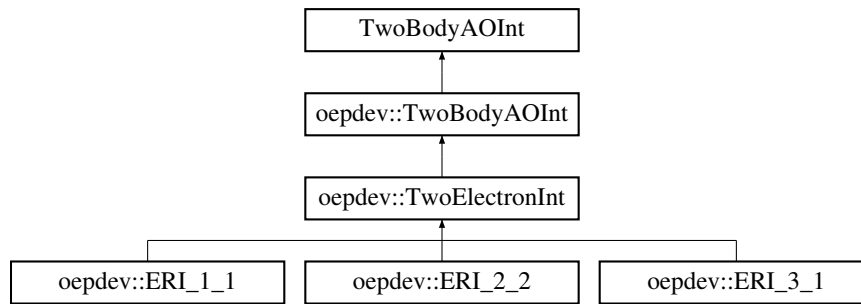 TwoBodyAOInt
oepdev::TwoBodyAOInt
oepdev::TwoElectronInt
oepdev::ERI_1_1
oepdev::ERI_2_2
oepdev::ERI_3_1